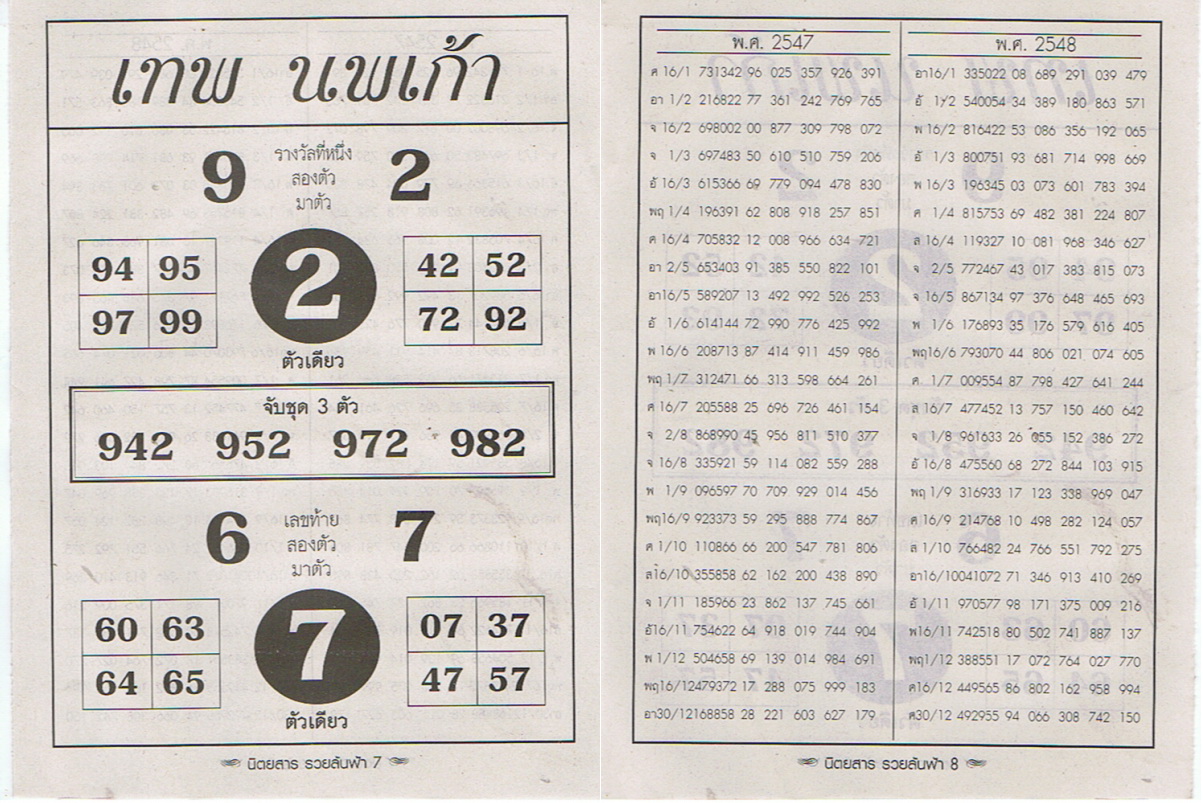 เทพ นพเก้า
9 รางวัลที่หนึ่ง 2
สองตัว
มาตัว
94 95 2 42 52
97 99 72 92
ตัวเดียว
จับชุด 3 ตัว
942 952 972 982
6 เลขท้าย 7
สองตัว
มาตัว
60 63 7 07 37
64 65 47 57
ตัวเดียว
นิตยสาร รวยล้นฟ้า 7
พ.ศ. 2547
ศ 16/1 731342 96 025 357 926 391
อา 1/2 216822 77 361 242 769 765
จ 16/2 698002 00 877 309 798 072
จ 1/3 697483 50 610 510 759 206
อั 16/3 615366 69 779 094 478 830
พฤ 1/4 196391 62 808 918 257 851
ศ 16/4 705832 12 008 966 634 721
อา 2/5 653403 91 385 550 822 101
อา16/5 589207 13 492 992 526 253
อั 1/6 614144 72 990 776 425 992
พ 16/6 208713 87 414 911 459 986
พฤ 1/7 312471 66 313 598 664 261
ศ 16/7 205588 25 696 726 461 154
จ 2/8 868990 45 956 811 510 377
จ 16/8 335921 59 114 082 559 288
พ 1/9 096597 70 709 929 014 456
พฤ16/9 923373 59 295 888 774 867
ศ 1/10 110866 66 200 547 781 806
ส16/10 355858 62 162 200 438 890
จ 1/11 185966 23 862 137 745 661
อั16/11 754622 64 918 019 744 904
พ 1/12 504658 69 139 014 984 691
พฤ16/12479372 17 288 075 999 183
อา30/12168858 28 221 603 627 179
พ.ศ. 2548
อา16/1 335022 08 689 291 039 479
อั 1/2 540054 34 389 180 863 571
พ 16/2 816422 53 086 356 192 065
อั 1/3 800751 93 681 714 998 669
พ 16/3 196345 03 073 601 783 394
ศ 1/4 815753 69 482 381 224 807
ส 16/4 119327 10 081 968 346 627
จ 2/5 772467 43 017 383 815 073
จ 16/5 867134 97 376 648 465 693
พ 1/6 176893 35 176 579 616 405
พฤ16/6 793070 44 806 021 074 605
ศ 1/7 009554 87 798 427 641 244
ส 16/7 477452 13 757 150 460 642
จ 1/8 961633 26 055 152 386 272
อั 16/8 475560 68 272 844 103 915
พฤ 1/9 316933 17 123 338 969 047
ศ 16/9 214768 10 498 282 124 057
ส 1/10 766482 24 766 551 792 275
อา16/10041072 71 346 913 410 269
อั 1/11 970577 98 171 375 009 216
พ16/11 742518 80 502 741 887 137
พฤ1/12 388551 17 072 764 027 770
ศ16/12 449565 86 802 162 958 994
ศ30/12 492955 94 066 308 742 150
นิตยสาร รวยล้นฟ้า 8